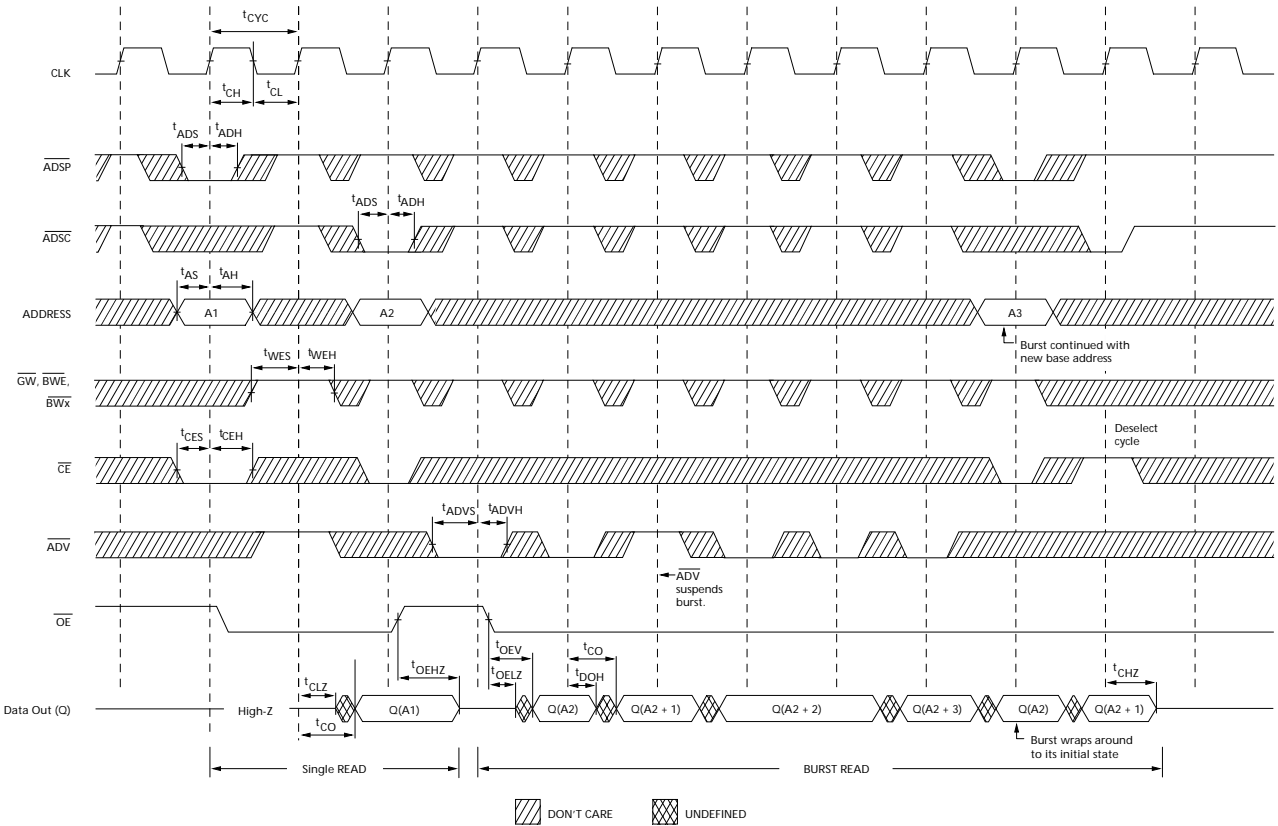 tCYC
CLK
tCH
tCL
tADS
tADH
ADSP
tADS
tADH
ADSC
tAS
tAH
ADDRESS
A1
A2
A3
Burst continued with
new base address
tWES
tWEH
GW, BWE,
BWx
Deselect
cycle
tCES
tCEH
CE
tADVS
tADVH
ADV
ADV
suspends
burst.
OE
tOEHZ
tOEV
tOELZ
tCO
tDOH
tCLZ
tCHZ
Data Out (Q)
High-Z
Q(A1)
Q(A2)
Q(A2 + 1)
Q(A2 + 2)
Q(A2 + 3)
Q(A2)
Q(A2 + 1)
tCO
Burst wraps around
to its initial state
Single READ
BURST READ
DON'T CARE
UNDEFINED